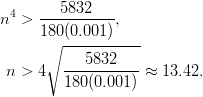 n⁴ > 5832 / 180(0.001),
n > 4√(5832 / 180(0.001)) ≈ 13.42.